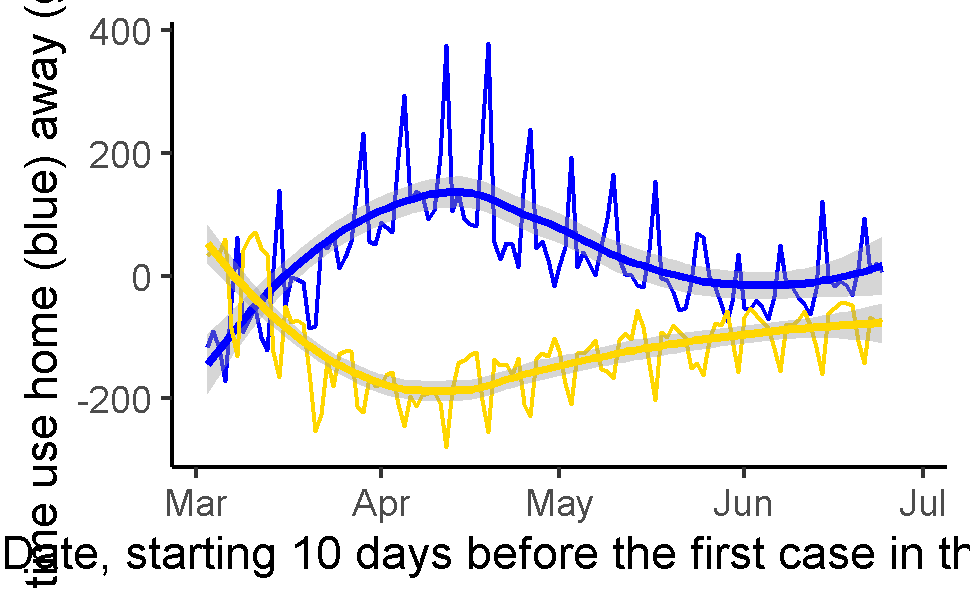 time use home (blue) away (
400
200
0
-200
Mar Apr May Jun Jul
Date, starting 10 days before the first case in th